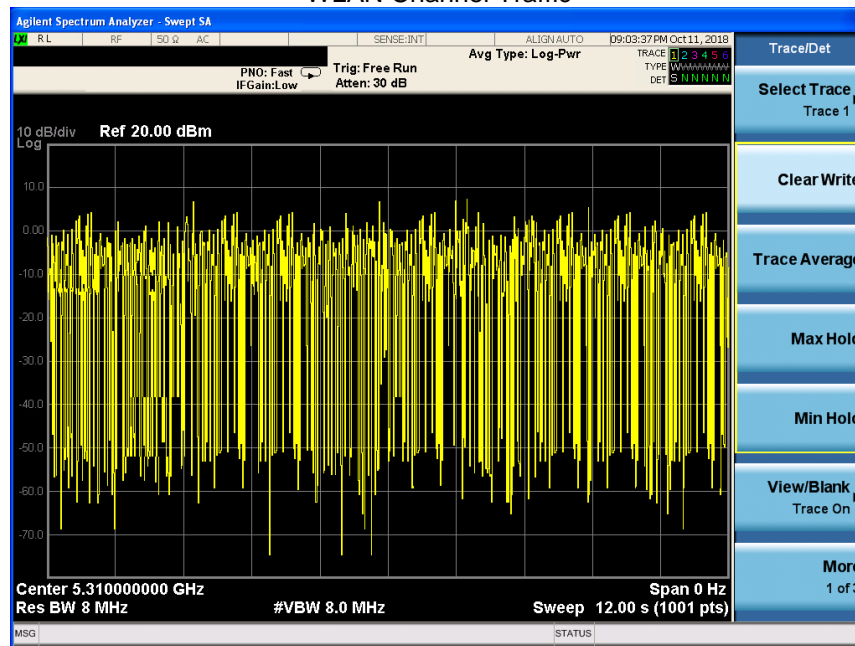 WLAN Channel Traffic
Agilent Spectrum Analyzer - Swept SA
LXI RL RF 50 Ω AC SENSE:INT ALIGN AUTO 09:03:37 PM Oct 11, 2018
Trace/Det
Avg Type: Log-Pwr
TRACE 1 2 3 4 5 6
TYPE
DET S N N N N N
PNO: Fast
IFGain:Low
Trig: Free Run
Atten: 30 dB
Select Trace
Trace 1
10 dB/div Ref 20.00 dBm
Log
10.0
0.00
-10.0
-20.0
-30.0
-40.0
-50.0
-60.0
-70.0
Clear Write
Trace Average
Max Hold
Min Hold
View/Blank
Trace On
More
1 of 3
Center 5.310000000 GHz Span 0 Hz
Res BW 8 MHz #VBW 8.0 MHz Sweep 12.00 s (1001 pts)
MSG STATUS